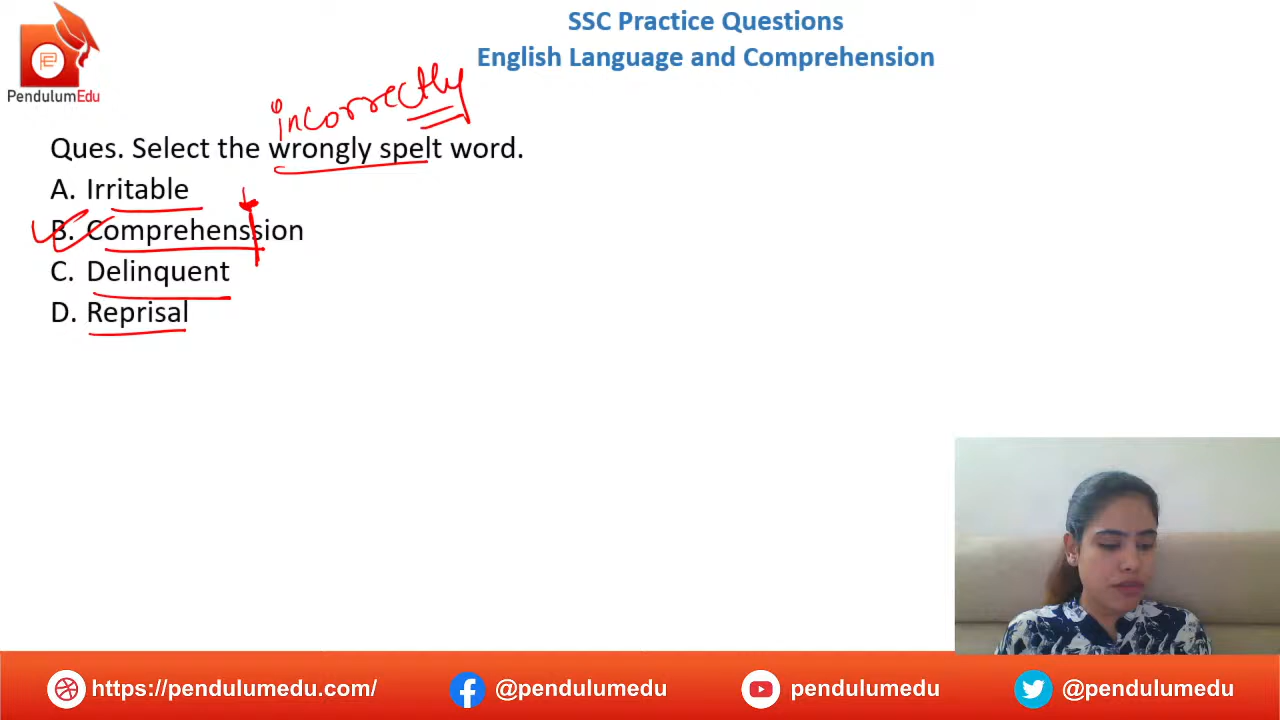 SSC Practice Questions
English Language and Comprehension
PendulumEdu
incorrectly
Ques. Select the wrongly spelt word.
A. Irritable
B. Comprehenssion
C. Delinquent
D. Reprisal
https://pendulumedu.com/
@pendulumedu
pendulumedu
@pendulumedu